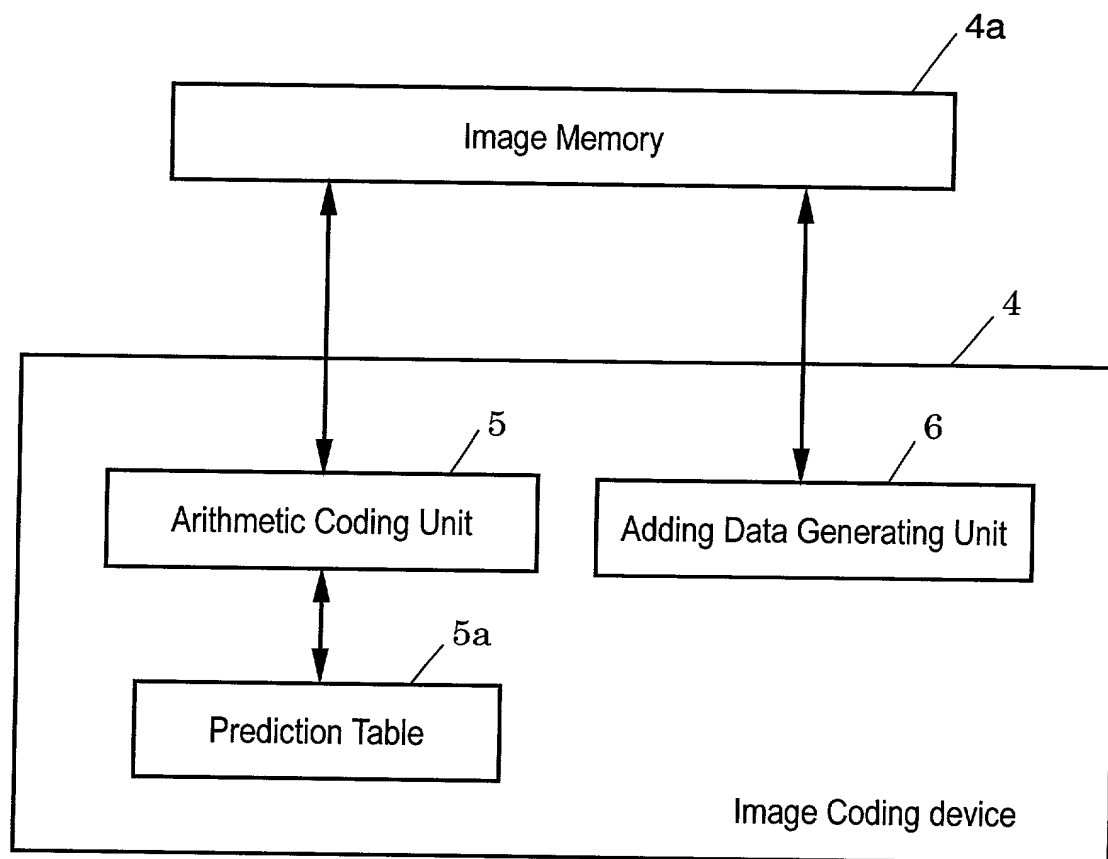 4a
Image Memory
4
5
Arithmetic Coding Unit
6
Adding Data Generating Unit
5a
Prediction Table
Image Coding device